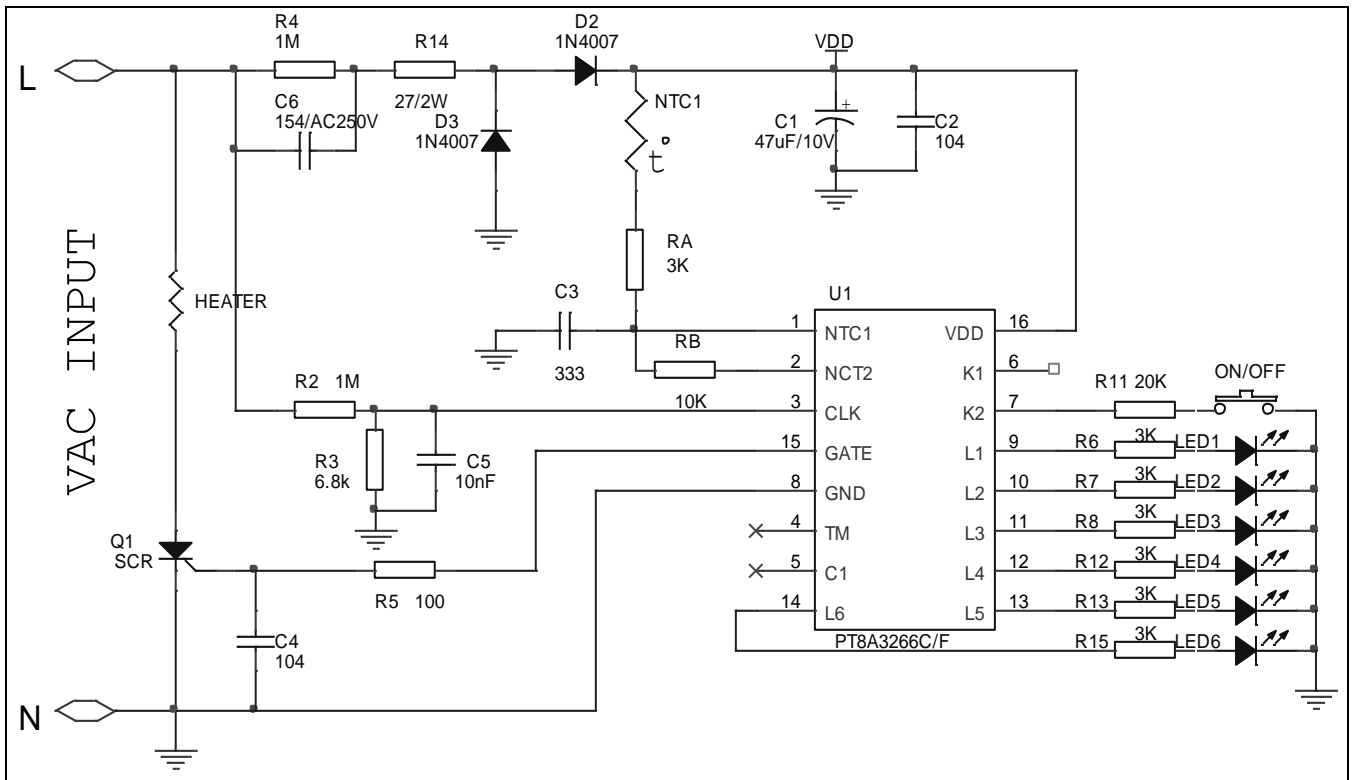 R4
1M
R14
D2
1N4007
VDD
L
C6
154/AC250V
27/2W
D3
1N4007
NTC1
t°
C1
+
47uF/10V
C2
104
VAC INPUT
HEATER
RA
3K
C3
333
RB
10K
U1
1 NTC1 VDD 16
2 NCT2 K1 6
3 CLK K2 7
15 GATE L1 9
8 GND L2 10
4 TM L3 11
5 C1 L4 12
14 L6 L5 13
PT8A3266C/F
R2 1M
R3
6.8k
C5
10nF
R11 20K
ON/OFF
R6 3K LED1
R7 3K LED2
R8 3K LED3
R12 3K LED4
R13 3K LED5
R15 3K LED6
Q1
SCR
R5 100
C4
104
N